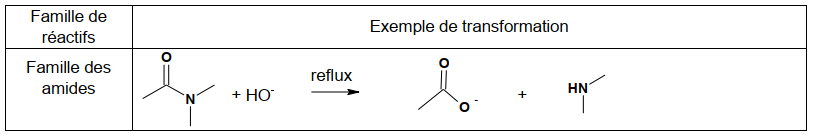 Famille de
réactifs
Exemple de transformation
Famille des
amides
O
N
+ HO-
reflux
O
O -
+
HN